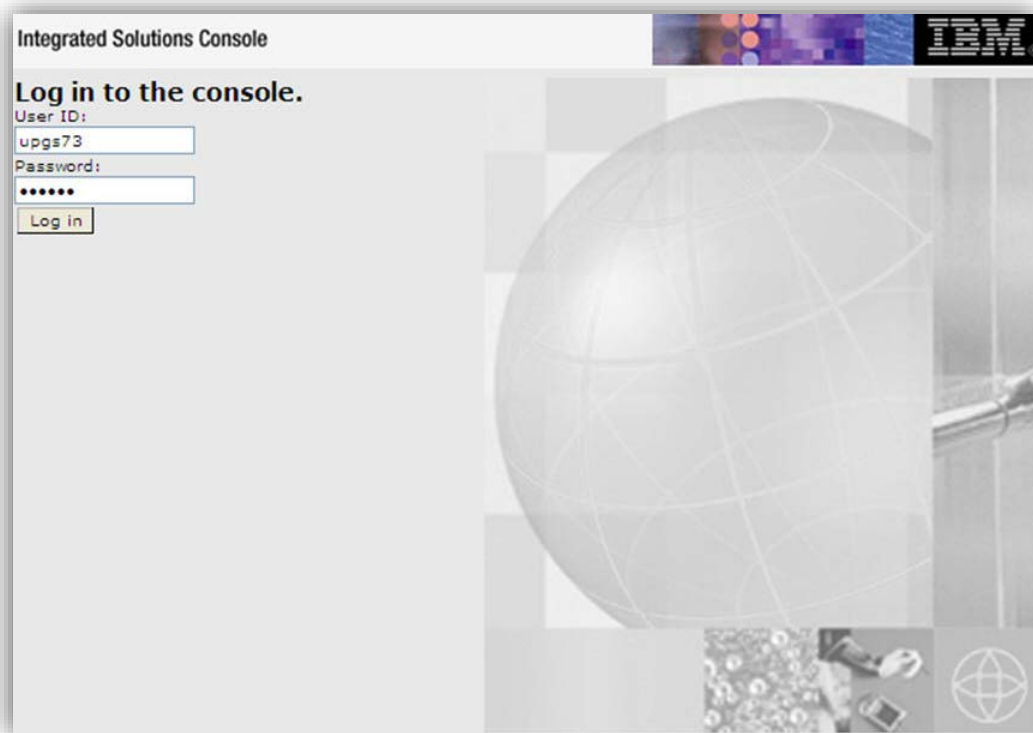 Integrated Solutions Console
IBM
Log in to the console.
User ID:
upgs73
Password:
••••••
Log in